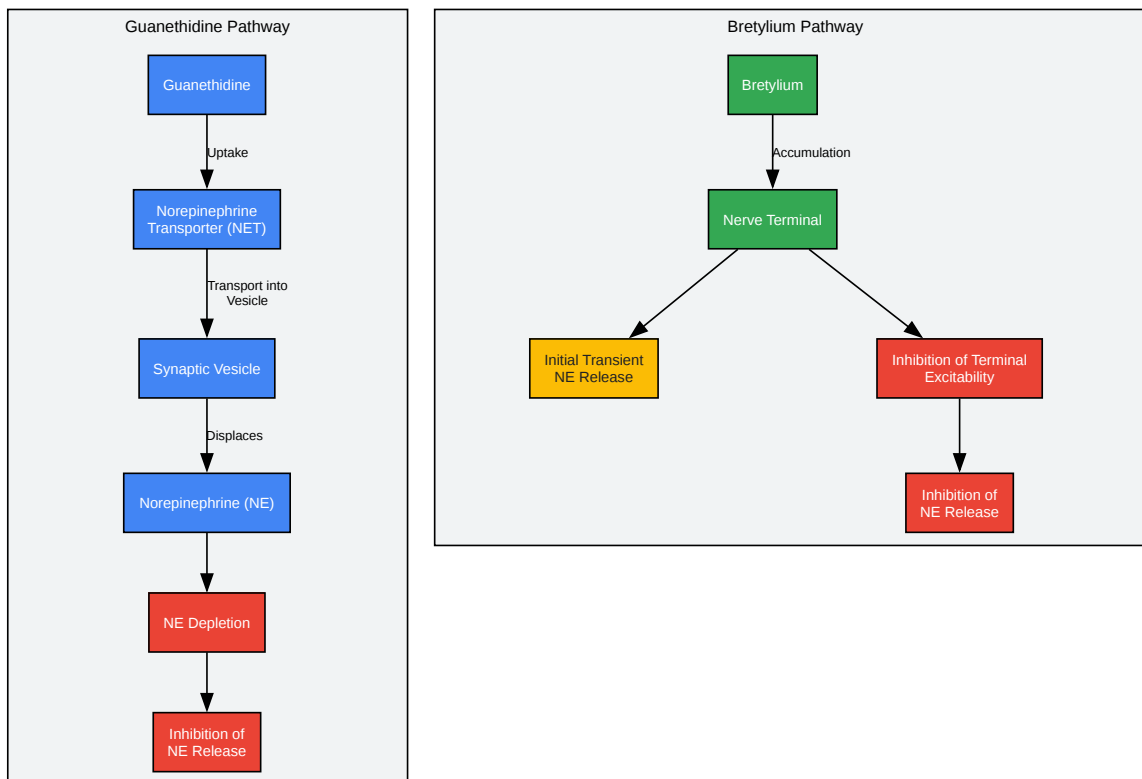 Guanethidine Pathway
Guanethidine
Uptake
Norepinephrine
Transporter (NET)
Transport into
Vesicle
Synaptic Vesicle
Displaces
Norepinephrine (NE)
NE Depletion
Inhibition of
NE Release
Bretylium Pathway
Bretylium
Accumulation
Nerve Terminal
Initial Transient
NE Release
Inhibition of Terminal
Excitability
Inhibition of
NE Release